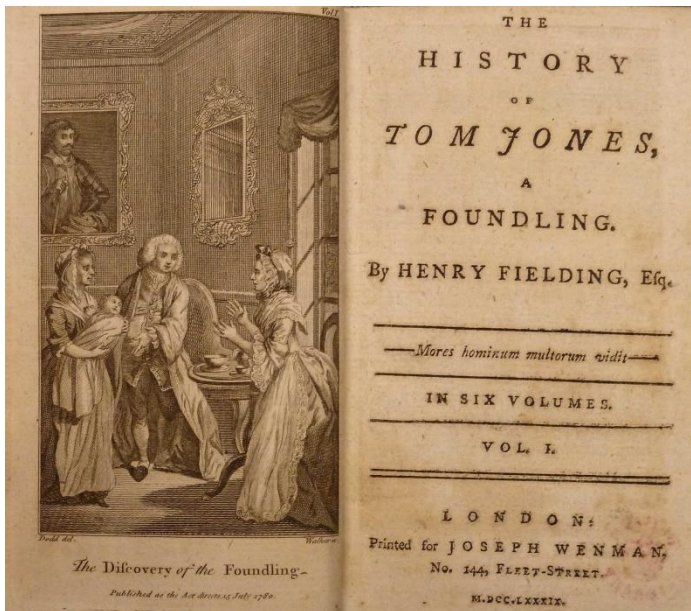 Vol I
Dodd del.
Walker sc
The Diſcovery of the Foundling
Publiſhed as the Act directs 15 July 1780.
THE
HISTORY
OF
TOM JONES,
A
FOUNDLING.
By HENRY FIELDING, Eſq.
Mores hominum multorum vidit
IN SIX VOLUMES.
VOL. I.
LONDON:
Printed for JOSEPH WENMAN.
No. 144, FLEET-STREET.
M.DCC.LXXXIX.